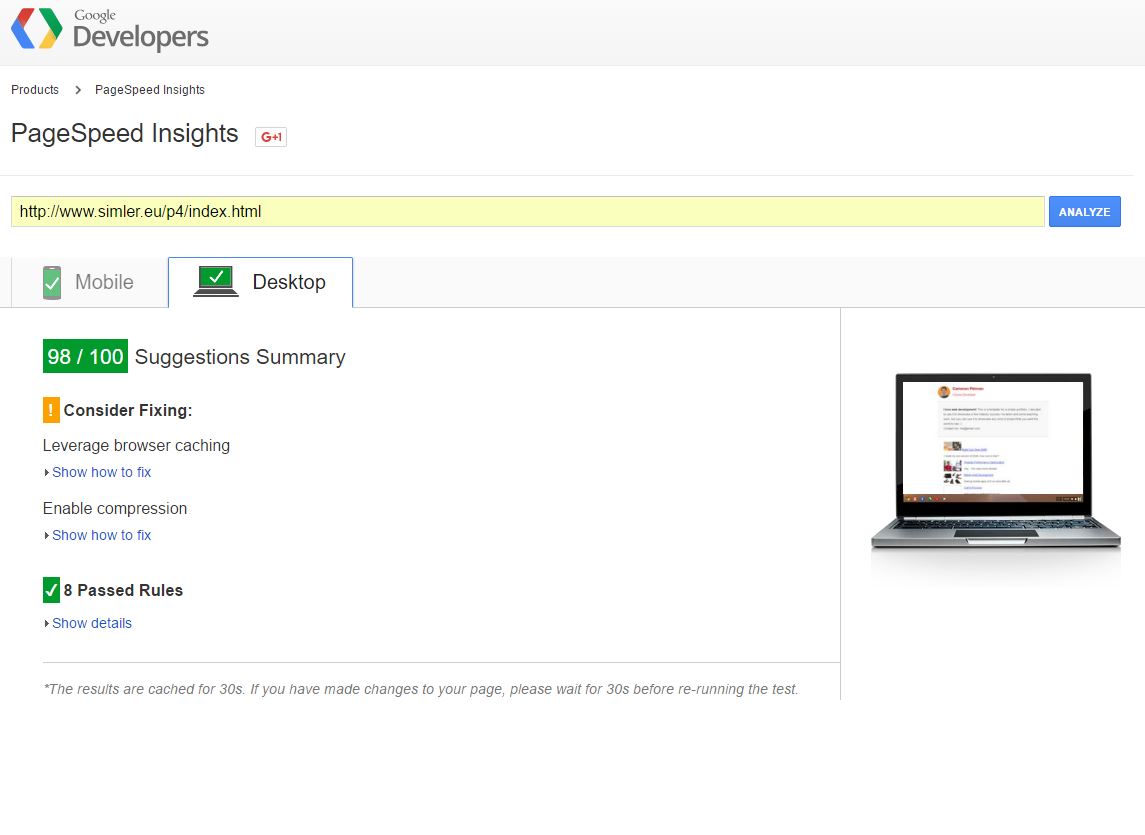 Google
Developers
Products > PageSpeed Insights
PageSpeed Insights G+1
http://www.simler.eu/p4/index.html ANALYZE
Mobile Desktop
98 / 100 Suggestions Summary
! Consider Fixing:
Leverage browser caching
Show how to fix
Enable compression
Show how to fix
8 Passed Rules
Show details
*The results are cached for 30s. If you have made changes to your page, please wait for 30s before re-running the test.